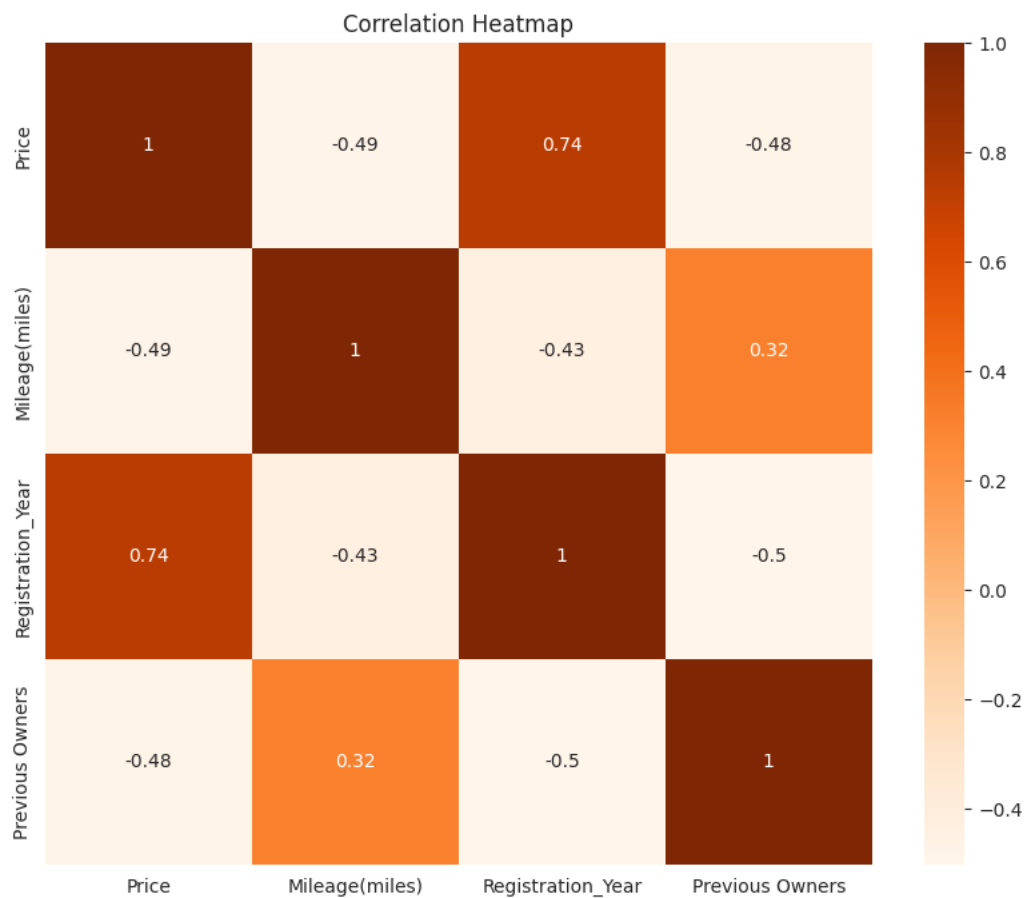 Correlation Heatmap
Price
1
-0.49
0.74
-0.48
Mileage(miles)
-0.49
1
-0.43
0.32
Registration_Year
0.74
-0.43
1
-0.5
Previous Owners
-0.48
0.32
-0.5
1
Price
Mileage(miles)
Registration_Year
Previous Owners
1.0
0.8
0.6
0.4
0.2
0.0
−0.2
−0.4